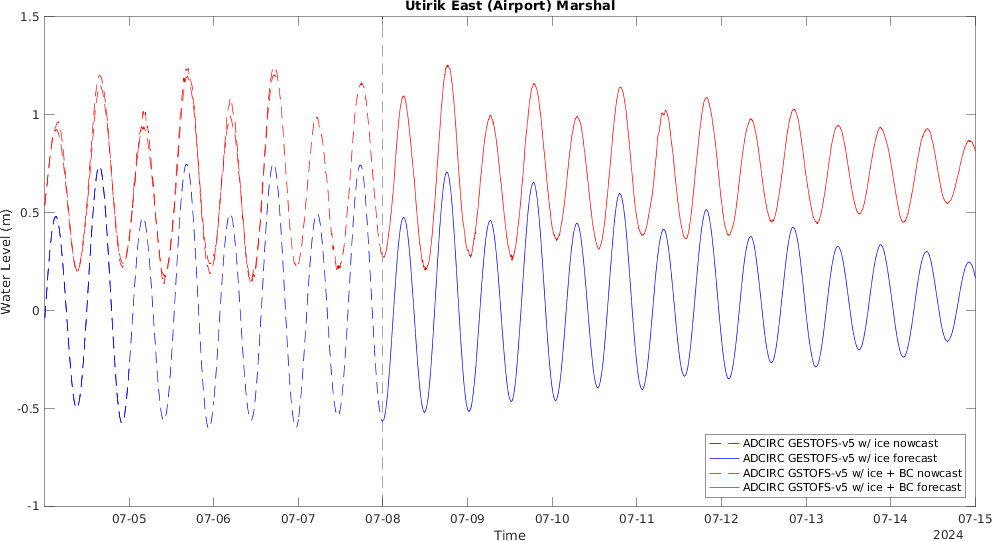 Utirik East (Airport) Marshal
1.5
1
0.5
0
-0.5
-1
Water Level (m)
ADCIRC GESTOFS-v5 w/ ice nowcast
ADCIRC GESTOFS-v5 w/ ice forecast
ADCIRC GSTOFS-v5 w/ ice + BC nowcast
ADCIRC GSTOFS-v5 w/ ice + BC forecast
07-05 07-06 07-07 07-08 07-09 07-10 07-11 07-12 07-13 07-14 07-15
Time
2024